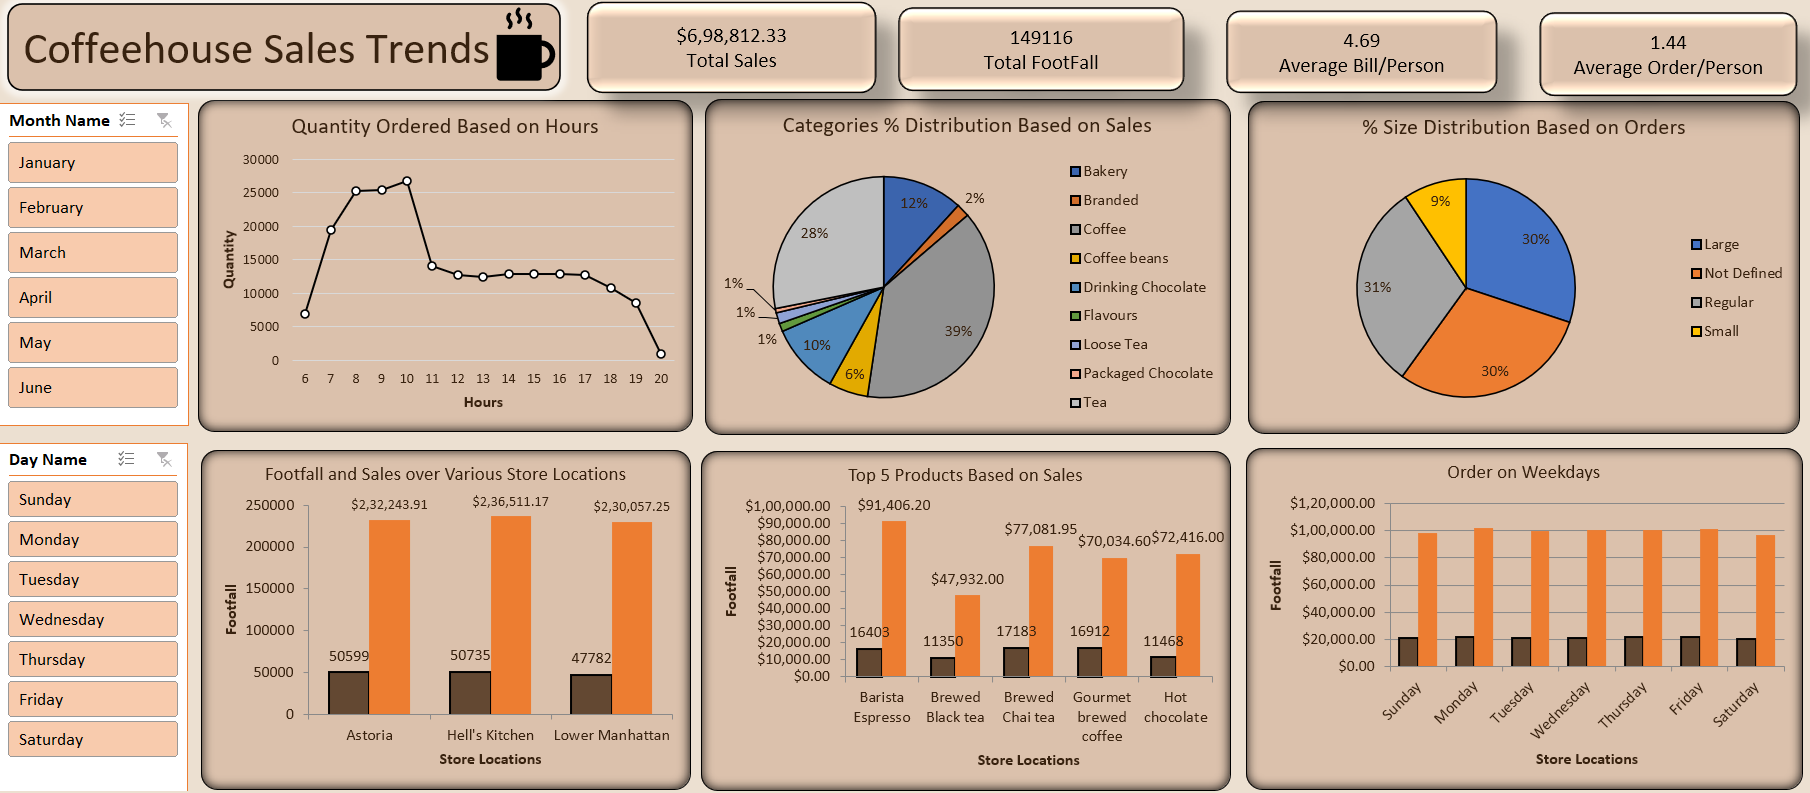 Coffeehouse Sales Trends
$6,98,812.33
Total Sales
149116
Total FootFall
4.69
Average Bill/Person
1.44
Average Order/Person
Month Name
January
February
March
April
May
June
Day Name
Sunday
Monday
Tuesday
Wednesday
Thursday
Friday
Saturday
Quantity Ordered Based on Hours
Quantity
30000
25000
20000
15000
10000
5000
0
6 7 8 9 10 11 12 13 14 15 16 17 18 19 20
Hours
Categories % Distribution Based on Sales
12%
2%
39%
6%
10%
1%
1%
1%
28%
Bakery
Branded
Coffee
Coffee beans
Drinking Chocolate
Flavours
Loose Tea
Packaged Chocolate
Tea
% Size Distribution Based on Orders
30%
30%
31%
9%
Large
Not Defined
Regular
Small
Footfall and Sales over Various Store Locations
Footfall
250000
200000
150000
100000
50000
0
$2,32,243.91
$2,36,511.17
$2,30,057.25
50599
50735
47782
Astoria
Hell's Kitchen
Lower Manhattan
Store Locations
Top 5 Products Based on Sales
Footfall
$1,00,000.00
$90,000.00
$80,000.00
$70,000.00
$60,000.00
$50,000.00
$40,000.00
$30,000.00
$20,000.00
$10,000.00
$0.00
$91,406.20
$47,932.00
$77,081.95
$70,034.60
$72,416.00
16403
11350
17183
16912
11468
Barista
Espresso
Brewed
Black tea
Brewed
Chai tea
Gourmet
brewed
coffee
Hot
chocolate
Store Locations
Order on Weekdays
Footfall
$1,20,000.00
$1,00,000.00
$80,000.00
$60,000.00
$40,000.00
$20,000.00
$0.00
Sunday
Monday
Tuesday
Wednesday
Thursday
Friday
Saturday
Store Locations